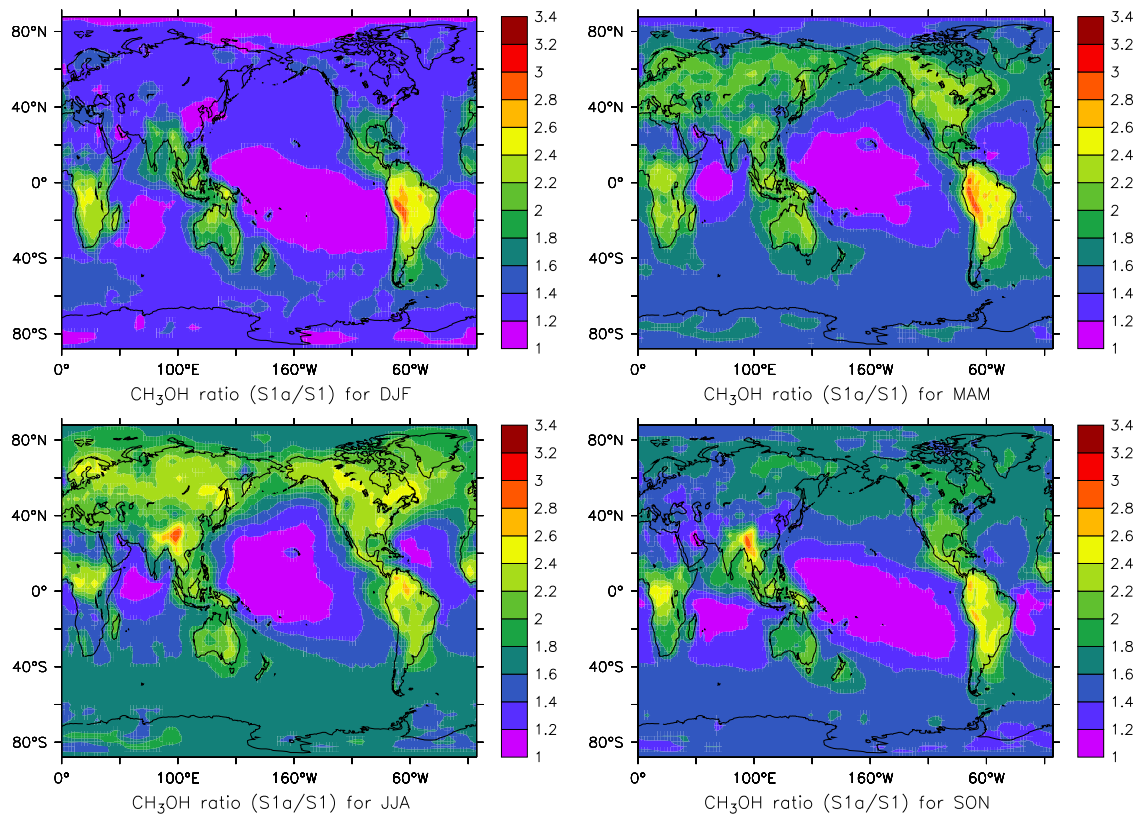 80°N
40°N
0°
40°S
80°S
0° 100°E 160°W 60°W
3.4
3.2
3
2.8
2.6
2.4
2.2
2
1.8
1.6
1.4
1.2
1
CH₃OH ratio (S1a/S1) for DJF
80°N
40°N
0°
40°S
80°S
0° 100°E 160°W 60°W
3.4
3.2
3
2.8
2.6
2.4
2.2
2
1.8
1.6
1.4
1.2
1
CH₃OH ratio (S1a/S1) for MAM
80°N
40°N
0°
40°S
80°S
0° 100°E 160°W 60°W
3.4
3.2
3
2.8
2.6
2.4
2.2
2
1.8
1.6
1.4
1.2
1
CH₃OH ratio (S1a/S1) for JJA
80°N
40°N
0°
40°S
80°S
0° 100°E 160°W 60°W
3.4
3.2
3
2.8
2.6
2.4
2.2
2
1.8
1.6
1.4
1.2
1
CH₃OH ratio (S1a/S1) for SON